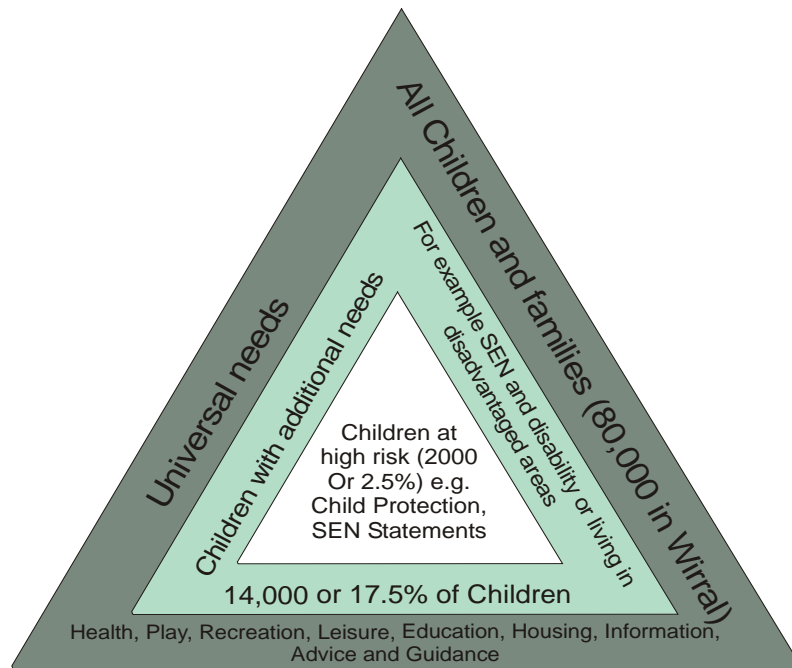 Universal needs
All Children and families (80,000 in Wirral)
Children with additional needs
For example SEN and disability or living in
disadvantaged areas
Children at
high risk (2000
Or 2.5%) e.g.
Child Protection,
SEN Statements
14,000 or 17.5% of Children
Health, Play, Recreation, Leisure, Education, Housing, Information,
Advice and Guidance